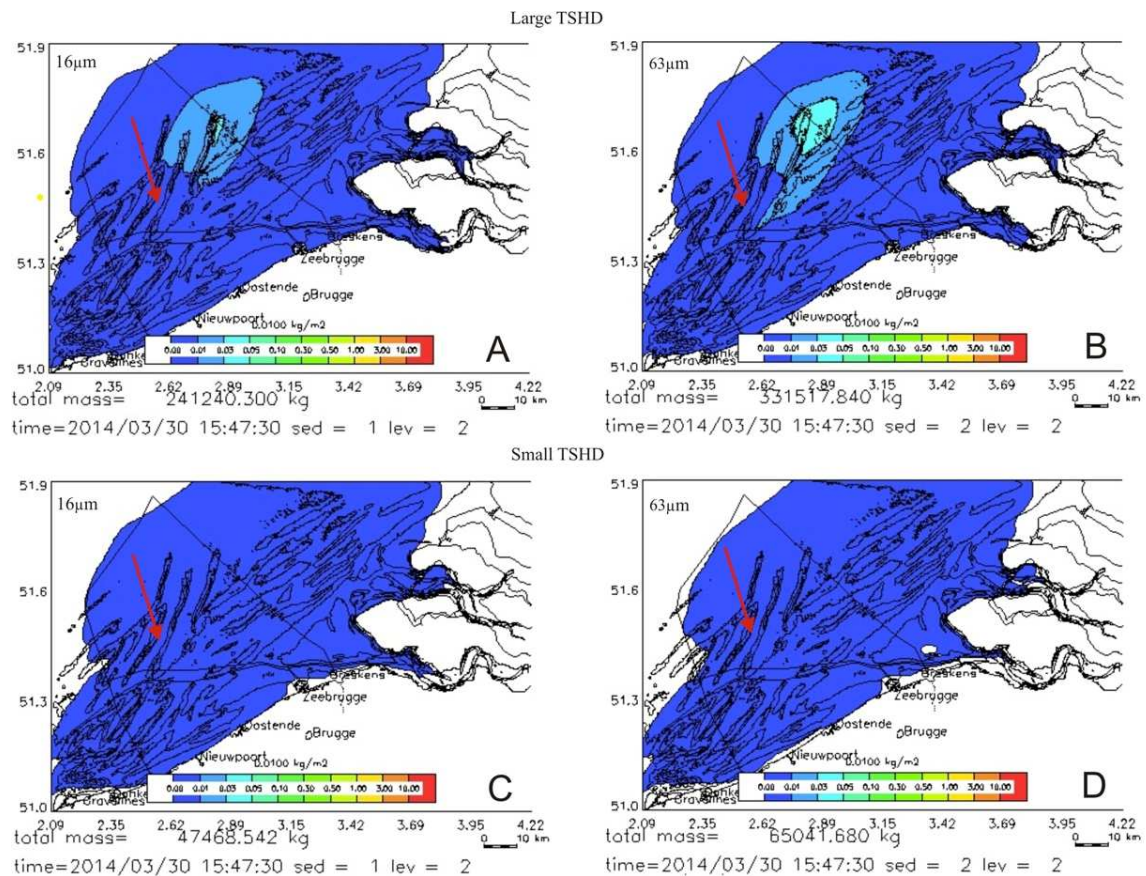 Large TSHD
16µm
51.9
51.6
51.3
51.0
Breskens
Zeebrugge
Oostende
Brugge
Nieuwpoort
0.0100 kg/m2
0.00 0.01 0.03 0.05 0.10 0.30 0.50 1.00 3.00 10.00
A
2.09 2.35 2.62 2.89 3.15 3.42 3.69 3.95 4.22
total mass= 241240.300 kg
0 10 km
time=2014/03/30 15:47:30 sed = 1 lev = 2
63µm
51.9
51.6
51.3
51.0
Breskens
Zeebrugge
Oostende
Brugge
Nieuwpoort
0.0100 kg/m2
0.00 0.01 0.03 0.05 0.10 0.30 0.50 1.00 3.00 10.00
B
2.09 2.35 2.62 2.89 3.15 3.42 3.69 3.95 4.22
total mass= 331517.840 kg
0 10 km
time=2014/03/30 15:47:30 sed = 2 lev = 2
Small TSHD
16µm
51.9
51.6
51.3
51.0
Breskens
Zeebrugge
Oostende
Brugge
Nieuwpoort
0.0100 kg/m2
0.00 0.01 0.03 0.05 0.10 0.30 0.50 1.00 3.00 10.00
C
2.09 2.35 2.62 2.89 3.15 3.42 3.69 3.95 4.22
total mass= 47468.542 kg
0 10 km
time=2014/03/30 15:47:30 sed = 1 lev = 2
63µm
51.9
51.6
51.3
51.0
Breskens
Zeebrugge
Oostende
Brugge
Nieuwpoort
0.0100 kg/m2
0.00 0.01 0.03 0.05 0.10 0.30 0.50 1.00 3.00 10.00
D
2.09 2.35 2.62 2.89 3.15 3.42 3.69 3.95 4.22
total mass= 65041.680 kg
0 10 km
time=2014/03/30 15:47:30 sed = 2 lev = 2